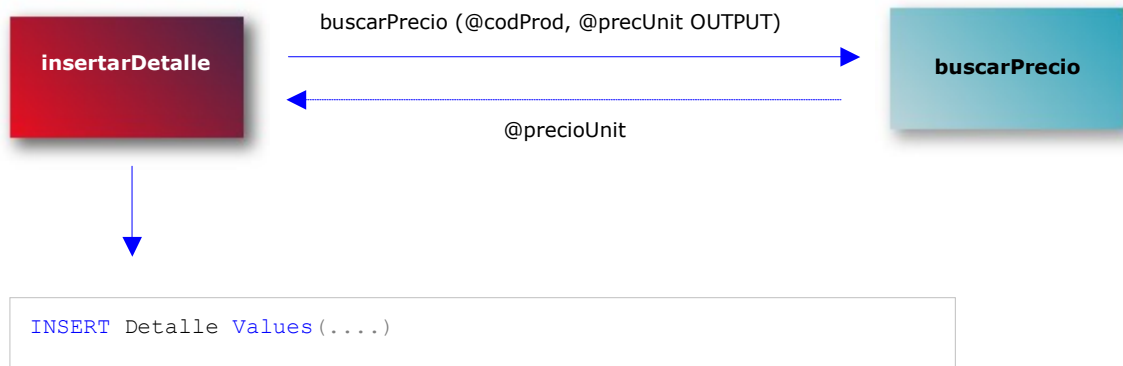 buscarPrecio (@codProd, @precUnit OUTPUT)
insertarDetalle
buscarPrecio
@precioUnit
INSERT Detalle Values(....)